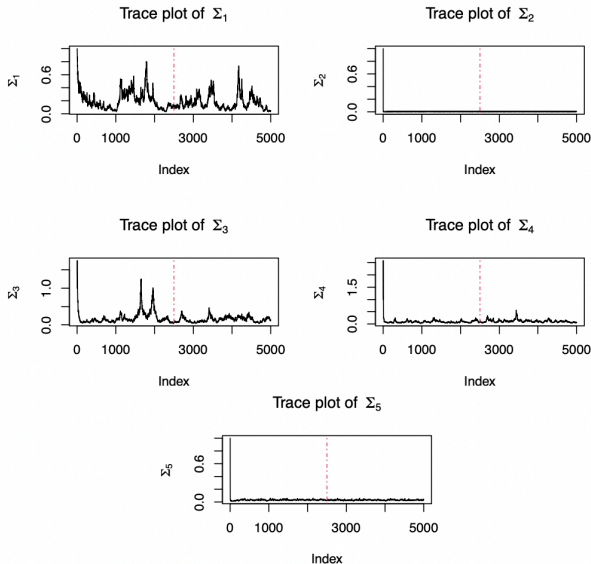 Trace plot of Σ1
Trace plot of Σ2
Σ1
0.0 0.6
0 1000 3000 5000
Index
Σ2
0.0 0.6
0 1000 3000 5000
Index
Trace plot of Σ3
Trace plot of Σ4
Σ3
0.0 1.0
0 1000 3000 5000
Index
Σ4
0.0 1.5
0 1000 3000 5000
Index
Trace plot of Σ5
Σ5
0.0 0.6
0 1000 3000 5000
Index